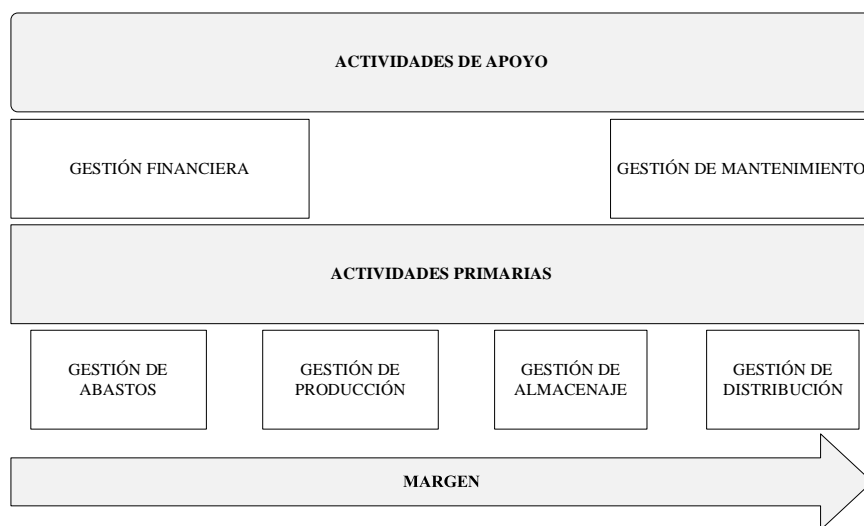 ACTIVIDADES DE APOYO
GESTIÓN FINANCIERA
GESTIÓN DE MANTENIMIENTO
ACTIVIDADES PRIMARIAS
GESTIÓN DE
ABASTOS
GESTIÓN DE
PRODUCCIÓN
GESTIÓN DE
ALMACENAJE
GESTIÓN DE
DISTRIBUCIÓN
MARGEN